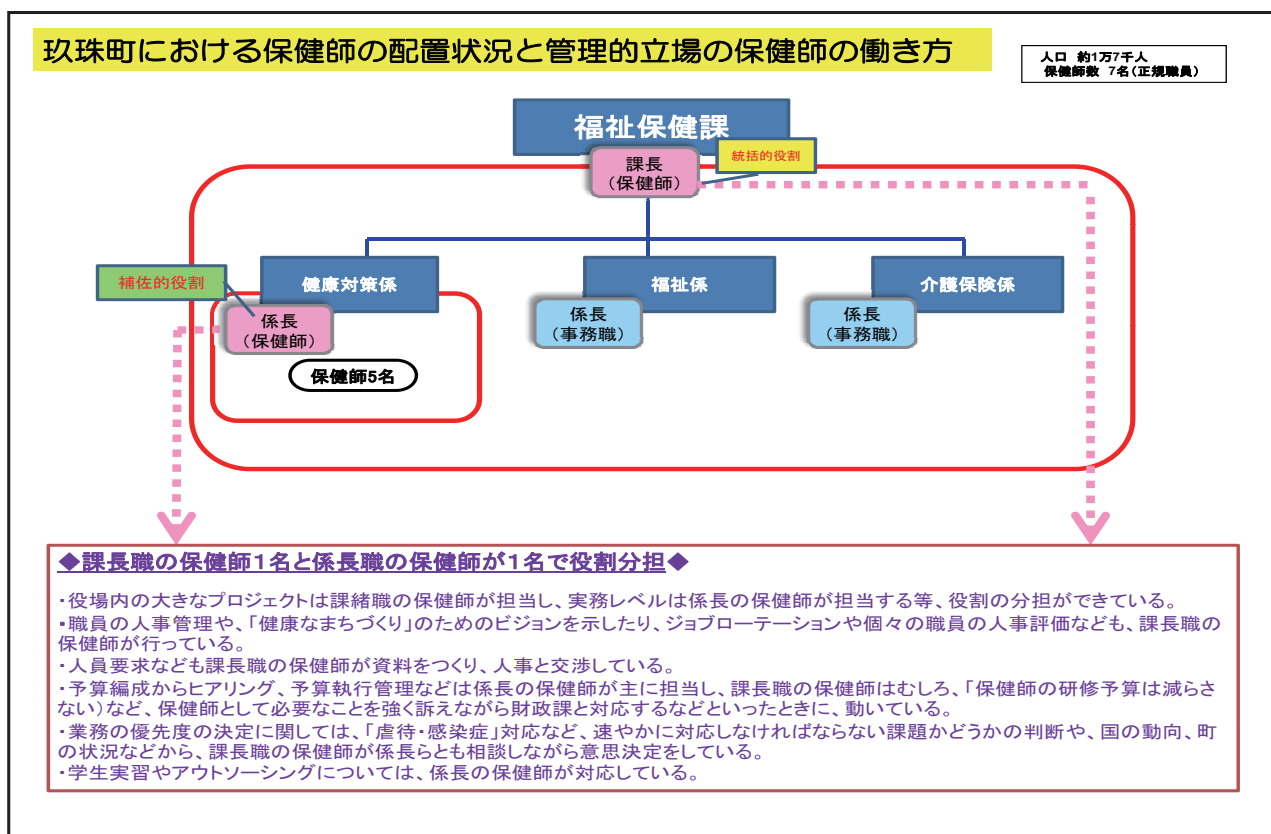 玖珠町における保健師の配置状況と管理的立場の保健師の働き方
人口 約1万7千人
保健師数 7名(正規職員)
福祉保健課
課長
(保健師)
統括的役割
補佐的役割
健康対策係
係長
(保健師)
保健師5名
福祉係
係長
(事務職)
介護保険係
係長
(事務職)
◆課長職の保健師1名と係長職の保健師が1名で役割分担◆
・役場内の大きなプロジェクトは課緒職の保健師が担当し、実務レベルは係長の保健師が担当する等、役割の分担ができている。
・職員の人事管理や、「健康なまちづくり」のためのビジョンを示したり、ジョブローテーションや個々の職員の人事評価なども、課長職の
保健師が行っている。
・人員要求なども課長職の保健師が資料をつくり、人事と交渉している。
・予算編成からヒアリング、予算執行管理などは係長の保健師が主に担当し、課長職の保健師はむしろ、「保健師の研修予算は減らさ
ない)など、保健師として必要なことを強く訴えながら財政課と対応するなどといったときに、動いている。
・業務の優先度の決定に関しては、「虐待・感染症」対応など、速やかに対応しなければならない課題かどうかの判断や、国の動向、町
の状況などから、課長職の保健師が係長らとも相談しながら意思決定をしている。
・学生実習やアウトソーシングについては、係長の保健師が対応している。